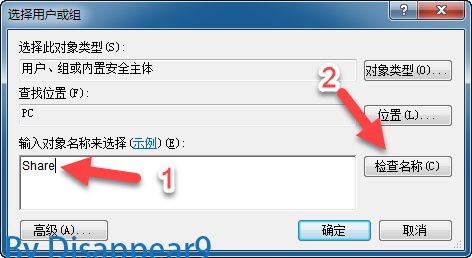 选择用户或组
选择此对象类型(S):
用户、组或内置安全主体
对象类型(O)...
2
查找位置(F):
PC
位置(L)...
输入对象名称来选择(示例)(E):
Share
1
检查名称(C)
高级(A)...
确定
取消
By Disappear9